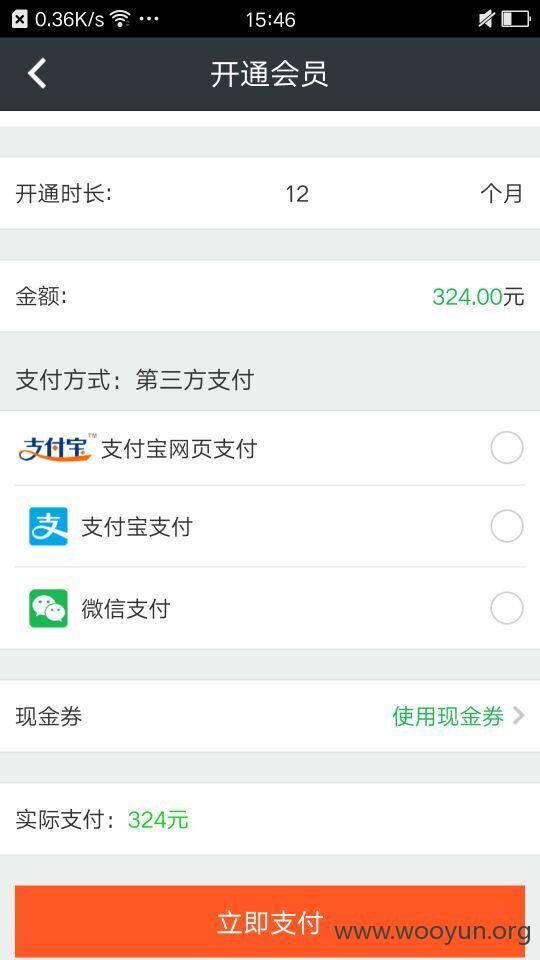 0.36K/s 15:46
开通会员
开通时长: 12 个月
金额: 324.00元
支付方式：第三方支付
支付宝™ 支付宝网页支付
支 支付宝支付
微信支付
现金券 使用现金券
实际支付：324元
立即支付
www.wooyun.org